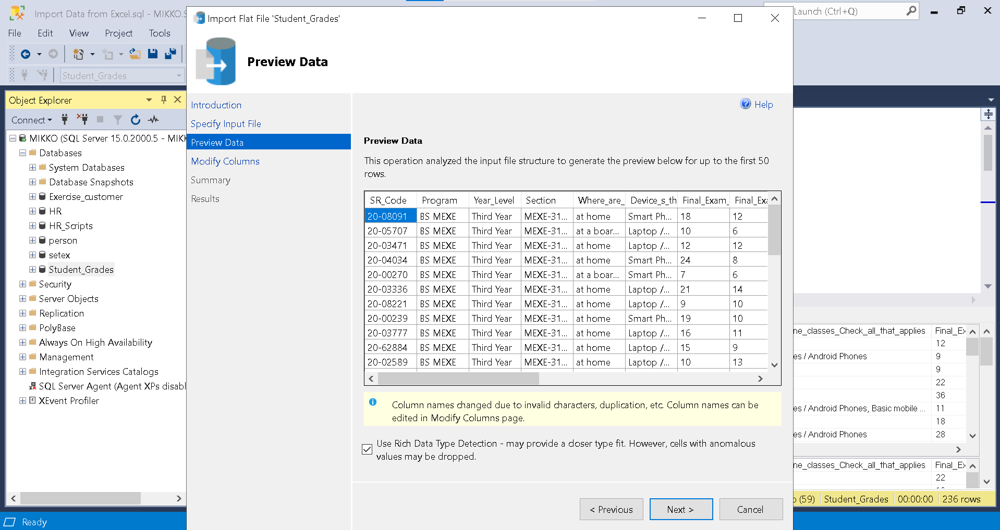 Import Data from Excel.sql - MIKKO.S
Launch (Ctrl+Q)
File Edit View Project Tools
Student_Grades
Object Explorer
Connect
MIKKO (SQL Server 15.0.2000.5 - MIKK
Databases
System Databases
Database Snapshots
Exercise_customer
HR
HR_Scripts
person
setex
Student_Grades
Security
Server Objects
Replication
PolyBase
Always On High Availability
Management
Integration Services Catalogs
SQL Server Agent (Agent XPs disabl
XEvent Profiler
Ready
Import Flat File 'Student_Grades'
Preview Data
Introduction
Specify Input File
Preview Data
Modify Columns
Summary
Results
Help
Preview Data
This operation analyzed the input file structure to generate the preview below for up to the first 50
rows.
SR_Code Program Year_Level Section Where_are_ Device_s_th Final_Exam_ Final_Exa
20-08091 BS MEXE Third Year MEXE-31... at home Smart Ph... 18 12
20-05707 BS MEXE Third Year MEXE-31... at a boar... Laptop /... 10 6
20-03471 BS MEXE Third Year MEXE-31... at home Laptop /... 12 12
20-04034 BS MEXE Third Year MEXE-31... at home Smart Ph... 24 8
20-00270 BS MEXE Third Year MEXE-31... at a boar... Smart Ph... 7 6
20-03336 BS MEXE Third Year MEXE-31... at home Laptop /... 21 14
20-08221 BS MEXE Third Year MEXE-31... at home Laptop /... 9 10
20-00239 BS MEXE Third Year MEXE-31... at home Smart Ph... 19 10
20-03777 BS MEXE Third Year MEXE-31... at home Laptop /... 16 11
20-62884 BS MEXE Third Year MEXE-31... at home Laptop /... 15 9
20-02589 BS MEXE Third Year MEXE-31... at home Laptop /... 10 13
Column names changed due to invalid characters, duplication, etc. Column names can be
edited in Modify Columns page.
Use Rich Data Type Detection - may provide a closer type fit. However, cells with anomalous
values may be dropped.
< Previous Next > Cancel
ne_classes_Check_all_that_applies Final_Ex
12
es / Android Phones 9
9
22
36
es / Android Phones, Basic mobile ... 11
18
es / Android Phones 28
ne_classes_Check_all_that_applies Final_Ex
22
(59) Student_Grades 00:00:00 236 rows